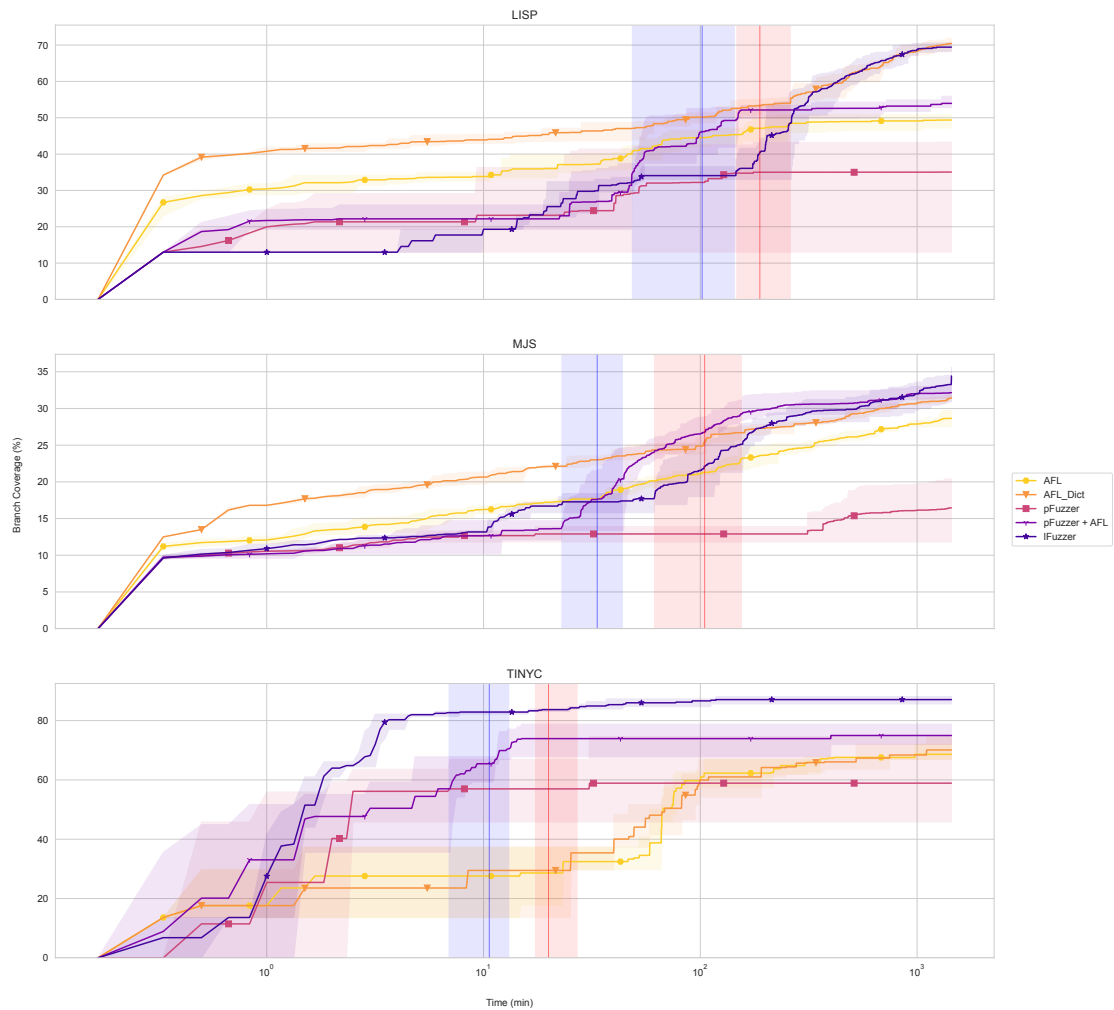 LISP
70
60
50
40
30
20
10
0
MJS
35
30
25
20
15
10
5
0
Branch Coverage (%)
AFL
AFL_Dict
pFuzzer
pFuzzer + AFL
IFuzzer
TINYC
80
60
40
20
0
10^0
10^1
10^2
10^3
Time (min)